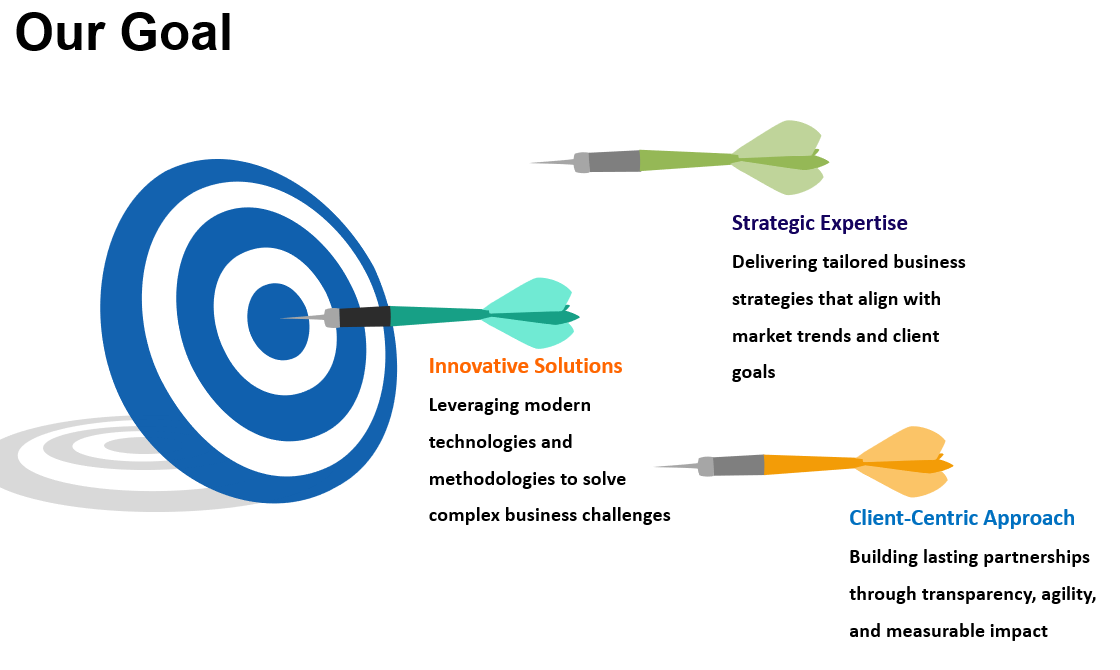 Our Goal
Strategic Expertise
Delivering tailored business
strategies that align with
market trends and client
goals
Innovative Solutions
Leveraging modern
technologies and
methodologies to solve
complex business challenges
Client-Centric Approach
Building lasting partnerships
through transparency, agility,
and measurable impact